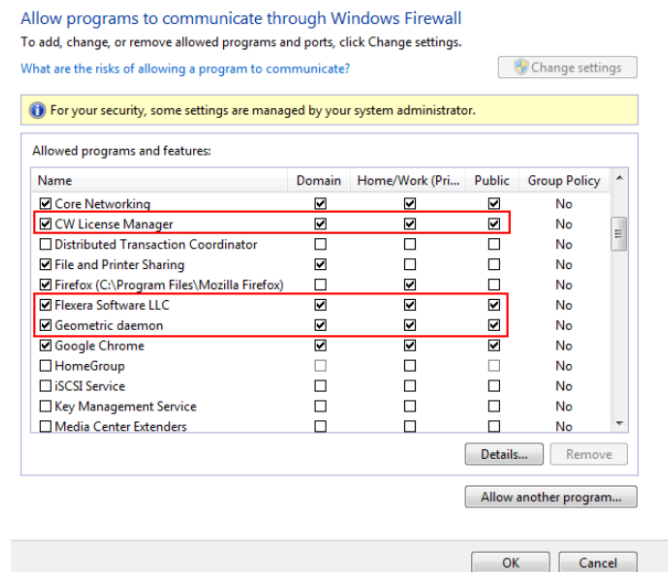 Allow programs to communicate through Windows Firewall
To add, change, or remove allowed programs and ports, click Change settings.
What are the risks of allowing a program to communicate?
Change settings
For your security, some settings are managed by your system administrator.
Allowed programs and features:
Name Domain Home/Work (Pri... Public Group Policy
Core Networking No
CW License Manager No
Distributed Transaction Coordinator No
File and Printer Sharing No
Firefox (C:\Program Files\Mozilla Firefox) No
Flexera Software LLC No
Geometric daemon No
Google Chrome No
HomeGroup No
iSCSI Service No
Key Management Service No
Media Center Extenders No
Details... Remove
Allow another program...
OK Cancel